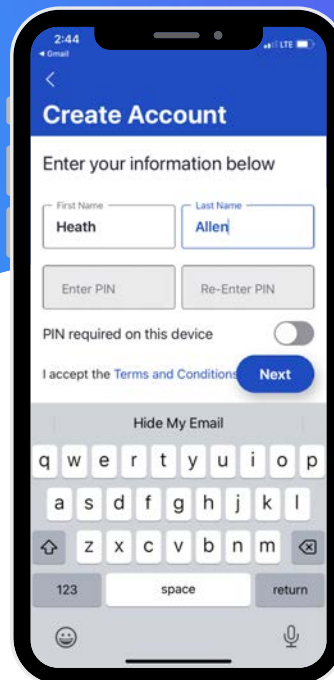 2:44
LTE
Gmail
Create Account
Enter your information below
First Name
Last Name
Heath
Allen
Enter PIN
Re-Enter PIN
PIN required on this device
I accept the Terms and Conditions
Next
Hide My Email
q w e r t y u i o p
a s d f g h j k l
z x c v b n m
123
space
return